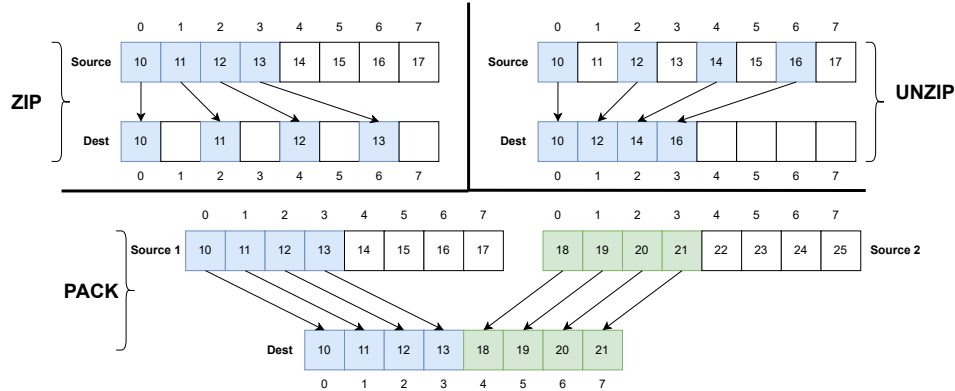 0 1 2 3 4 5 6 7
Source 10 11 12 13 14 15 16 17
ZIP
Dest 10 11 12 13
0 1 2 3 4 5 6 7
0 1 2 3 4 5 6 7
Source 10 11 12 13 14 15 16 17
UNZIP
Dest 10 12 14 16
0 1 2 3 4 5 6 7
0 1 2 3 4 5 6 7 0 1 2 3 4 5 6 7
Source 1 10 11 12 13 14 15 16 17 18 19 20 21 22 23 24 25 Source 2
PACK
Dest 10 11 12 13 18 19 20 21
0 1 2 3 4 5 6 7